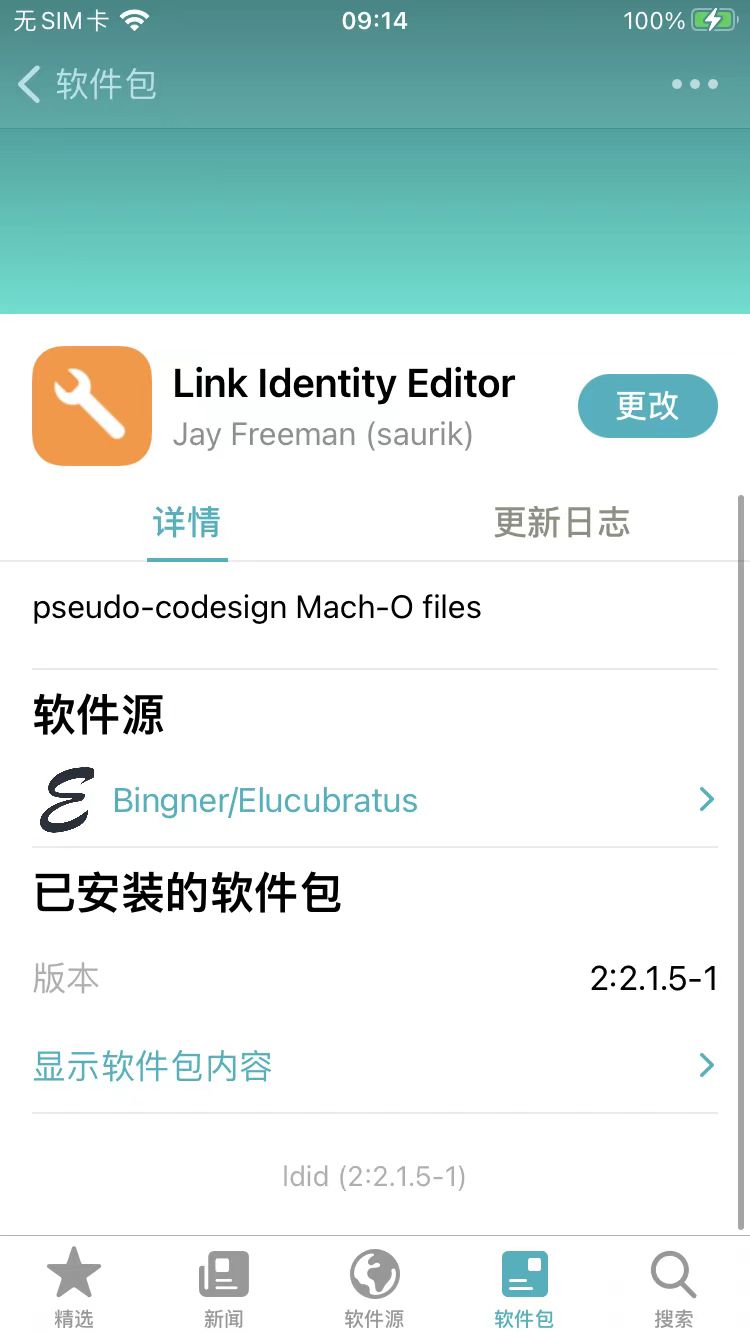 无SIM卡 09:14 100%
软件包
Link Identity Editor
Jay Freeman (saurik)
更改
详情 更新日志
pseudo-codesign Mach-O files
软件源
Bingner/Elucubratus
已安装的软件包
版本 2:2.1.5-1
显示软件包内容
ldid (2:2.1.5-1)
精选 新闻 软件源 软件包 搜索